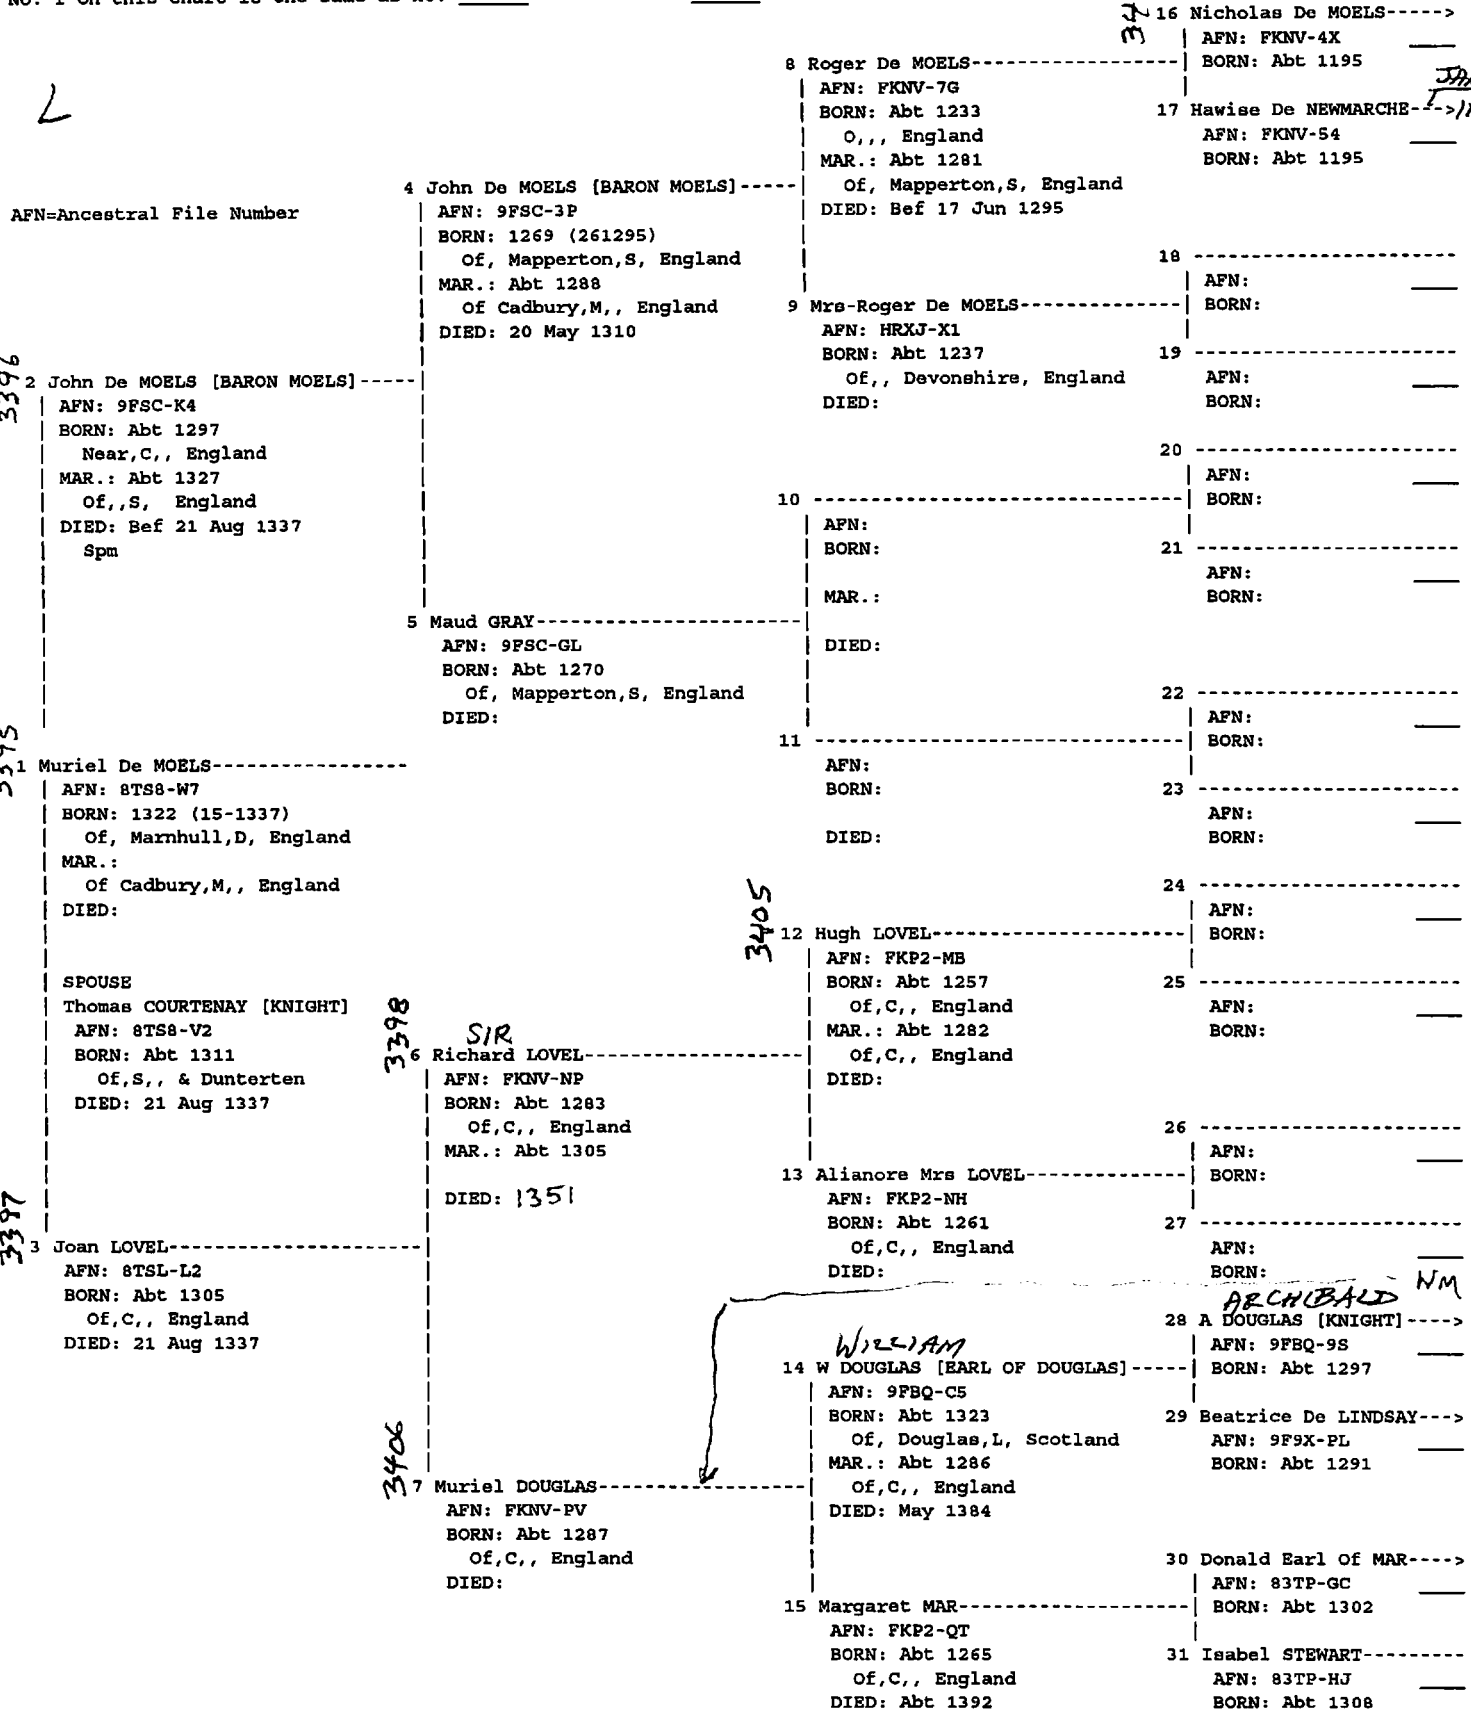 No. 1 on this chart is the same as no.
L
AFN=Ancestral File Number
3396
2 John De MOELS [BARON MOELS]
AFN: 9FSC-K4
BORN: Abt 1297
Near,C,, England
MAR.: Abt 1327
Of,,S, England
DIED: Bef 21 Aug 1337
Spm
3395
1 Muriel De MOELS
AFN: 8TS8-W7
BORN: 1322 (15-1337)
Of, Marnhull,D, England
MAR.:
Of Cadbury,M,, England
DIED:
SPOUSE
Thomas COURTENAY [KNIGHT]
AFN: 8TS8-V2
BORN: Abt 1311
Of,S,, & Dunterten
DIED: 21 Aug 1337
3397
3 Joan LOVEL
AFN: 8TSL-L2
BORN: Abt 1305
Of,C,, England
DIED: 21 Aug 1337
4 John De MOELS [BARON MOELS]
AFN: 9FSC-3P
BORN: 1269 (261295)
Of, Mapperton,S, England
MAR.: Abt 1288
Of Cadbury,M,, England
DIED: 20 May 1310
5 Maud GRAY
AFN: 9FSC-GL
BORN: Abt 1270
Of, Mapperton,S, England
DIED:
3398
SIR
6 Richard LOVEL
AFN: FKNV-NP
BORN: Abt 1283
Of,C,, England
MAR.: Abt 1305
DIED: 1351
3406
7 Muriel DOUGLAS
AFN: FKNV-PV
BORN: Abt 1287
Of,C,, England
DIED:
8 Roger De MOELS
AFN: FKNV-7G
BORN: Abt 1233
O,,, England
MAR.: Abt 1281
Of, Mapperton,S, England
DIED: Bef 17 Jun 1295
9 Mrs-Roger De MOELS
AFN: HRXJ-X1
BORN: Abt 1237
Of,, Devonshire, England
DIED:
10
AFN:
BORN:
MAR.:
DIED:
11
AFN:
BORN:
DIED:
3405
12 Hugh LOVEL
AFN: FKP2-MB
BORN: Abt 1257
Of,C,, England
MAR.: Abt 1282
Of,C,, England
DIED:
13 Alianore Mrs LOVEL
AFN: FKP2-NH
BORN: Abt 1261
Of,C,, England
DIED:
WILLIAM
14 W DOUGLAS [EARL OF DOUGLAS]
AFN: 9FBQ-C5
BORN: Abt 1323
Of, Douglas,L, Scotland
MAR.: Abt 1286
Of,C,, England
DIED: May 1384
15 Margaret MAR
AFN: FKP2-QT
BORN: Abt 1265
Of,C,, England
DIED: Abt 1392
16 Nicholas De MOELS----->
AFN: FKNV-4X
BORN: Abt 1195
17 Hawise De NEWMARCHE--->
AFN: FKNV-54
BORN: Abt 1195
18
AFN:
BORN:
19
AFN:
BORN:
20
AFN:
BORN:
21
AFN:
BORN:
22
AFN:
BORN:
23
AFN:
BORN:
24
AFN:
BORN:
25
AFN:
BORN:
26
AFN:
BORN:
27
AFN:
BORN:
NM
ARCHIBALD
28 A DOUGLAS [KNIGHT]---->
AFN: 9FBQ-9S
BORN: Abt 1297
29 Beatrice De LINDSAY--->
AFN: 9F9X-PL
BORN: Abt 1291
30 Donald Earl Of MAR---->
AFN: 83TP-GC
BORN: Abt 1302
31 Isabel STEWART
AFN: 83TP-HJ
BORN: Abt 1308